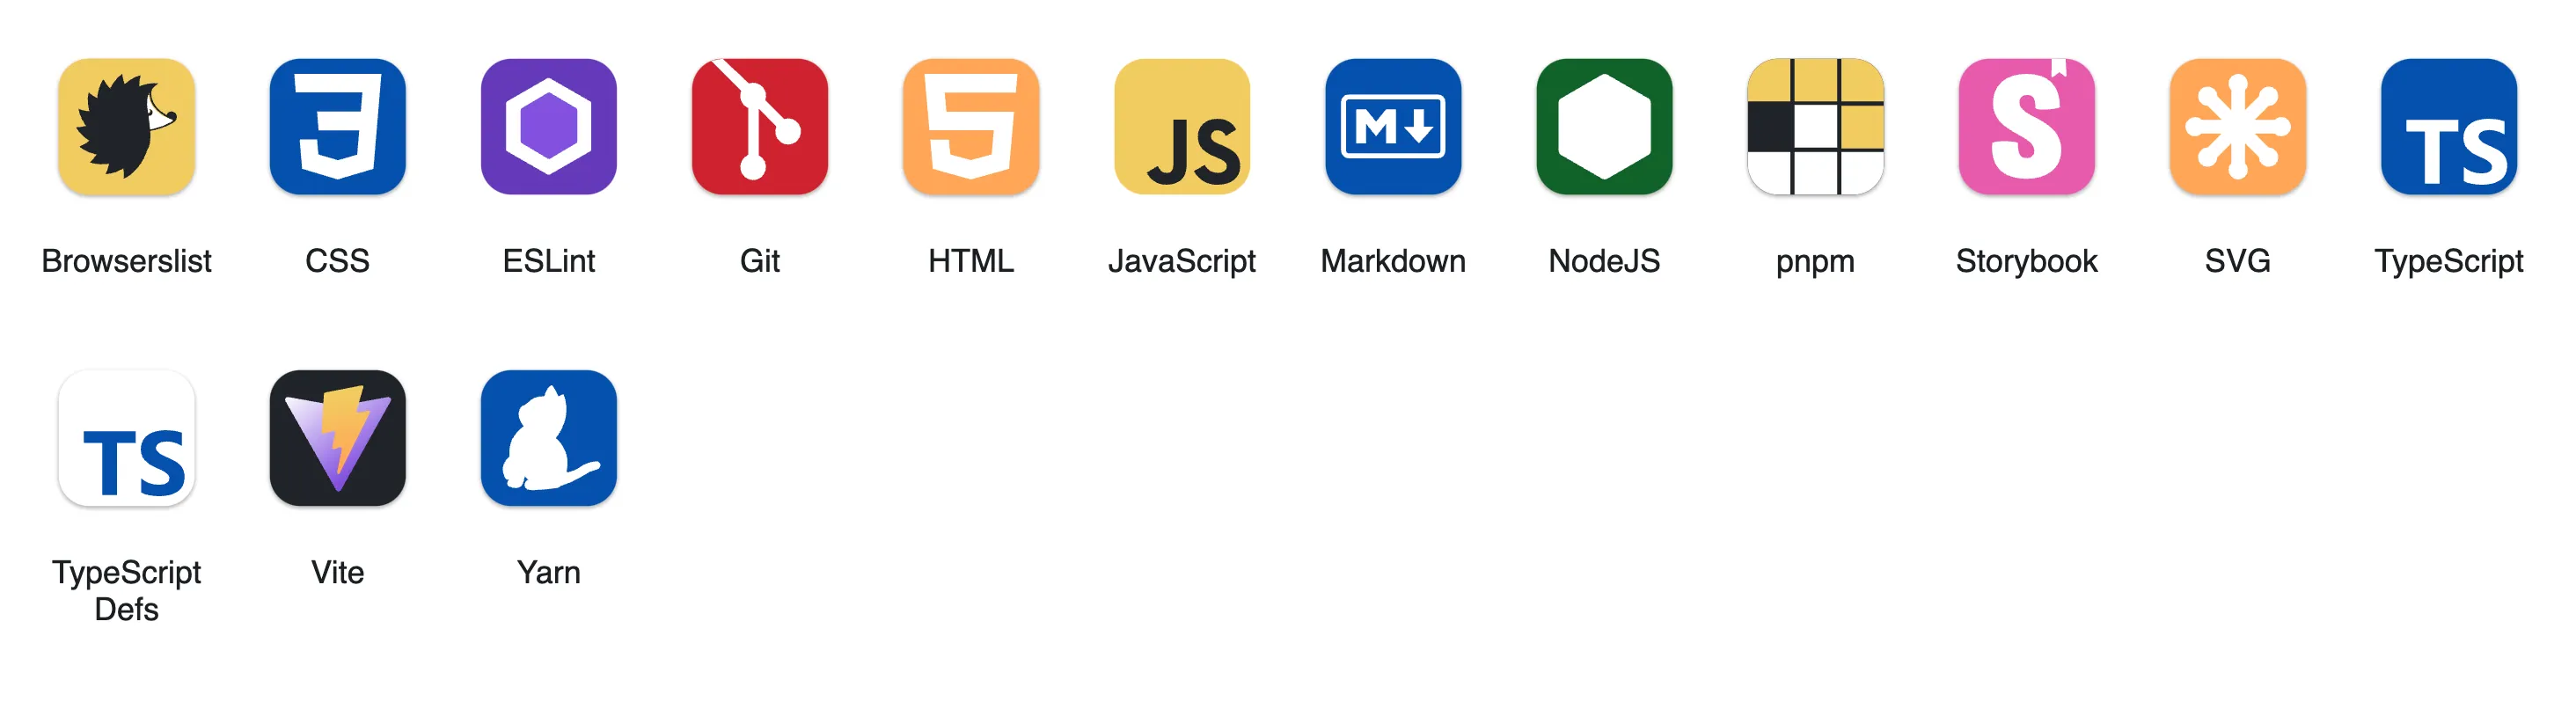 JS
M
TS
Browserslist
CSS
ESLint
Git
HTML
JavaScript
Markdown
NodeJS
pnpm
Storybook
SVG
TypeScript
TS
TypeScript
Defs
Vite
Yarn